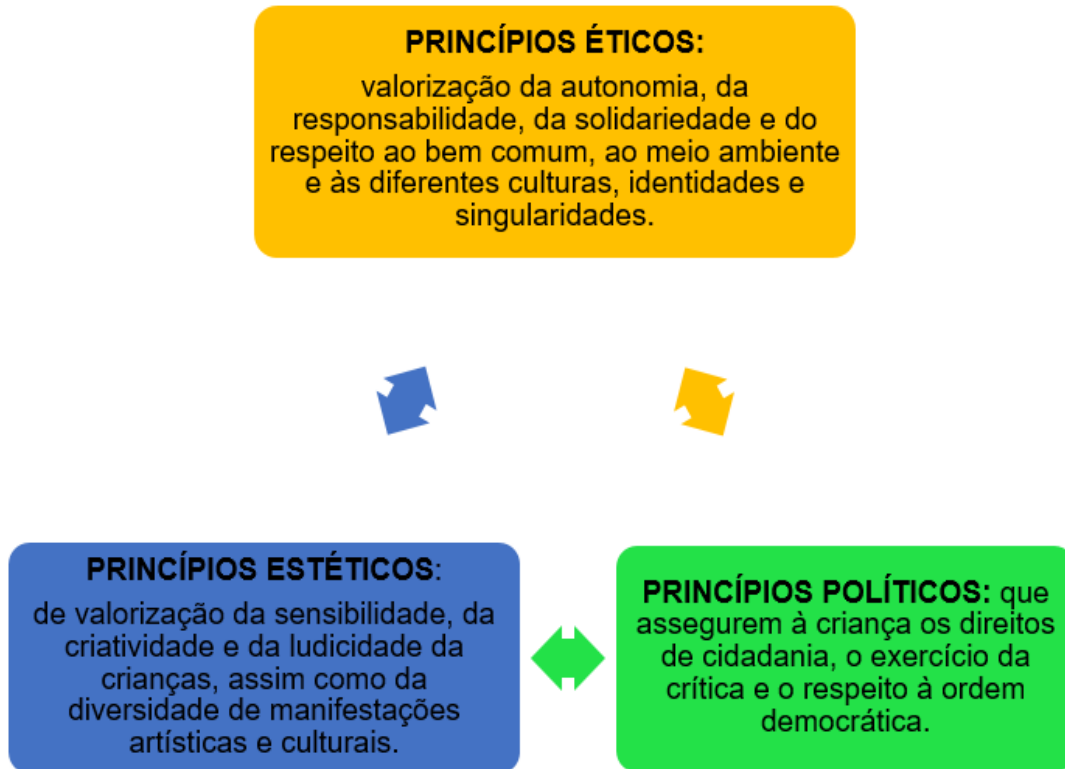 PRINCÍPIOS ÉTICOS:
valorização da autonomia, da
responsabilidade, da solidariedade e do
respeito ao bem comum, ao meio ambiente
e às diferentes culturas, identidades e
singularidades.
PRINCÍPIOS ESTÉTICOS:
de valorização da sensibilidade, da
criatividade e da ludicidade da
crianças, assim como da
diversidade de manifestações
artísticas e culturais.
PRINCÍPIOS POLÍTICOS: que
assegurem à criança os direitos
de cidadania, o exercício da
crítica e o respeito à ordem
democrática.